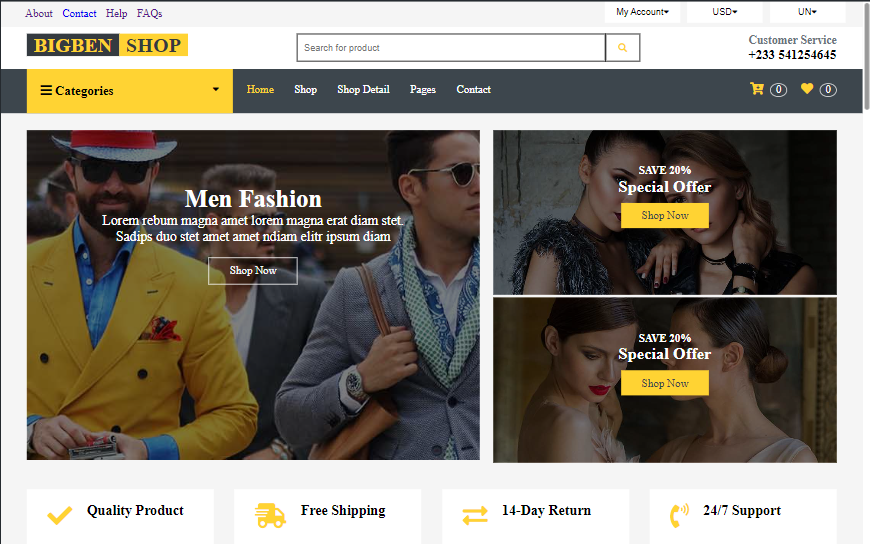 About Contact Help FAQs
My Account USD UN
BIGBEN SHOP
Search for product
Customer Service
+233 541254645
Categories
Home Shop Shop Detail Pages Contact
0 0
Men Fashion
Lorem rebum magna amet lorem magna erat diam stet.
Sadips duo stet amet amet ndiam elitr ipsum diam
Shop Now
SAVE 20%
Special Offer
Shop Now
SAVE 20%
Special Offer
Shop Now
Quality Product
Free Shipping
14-Day Return
24/7 Support